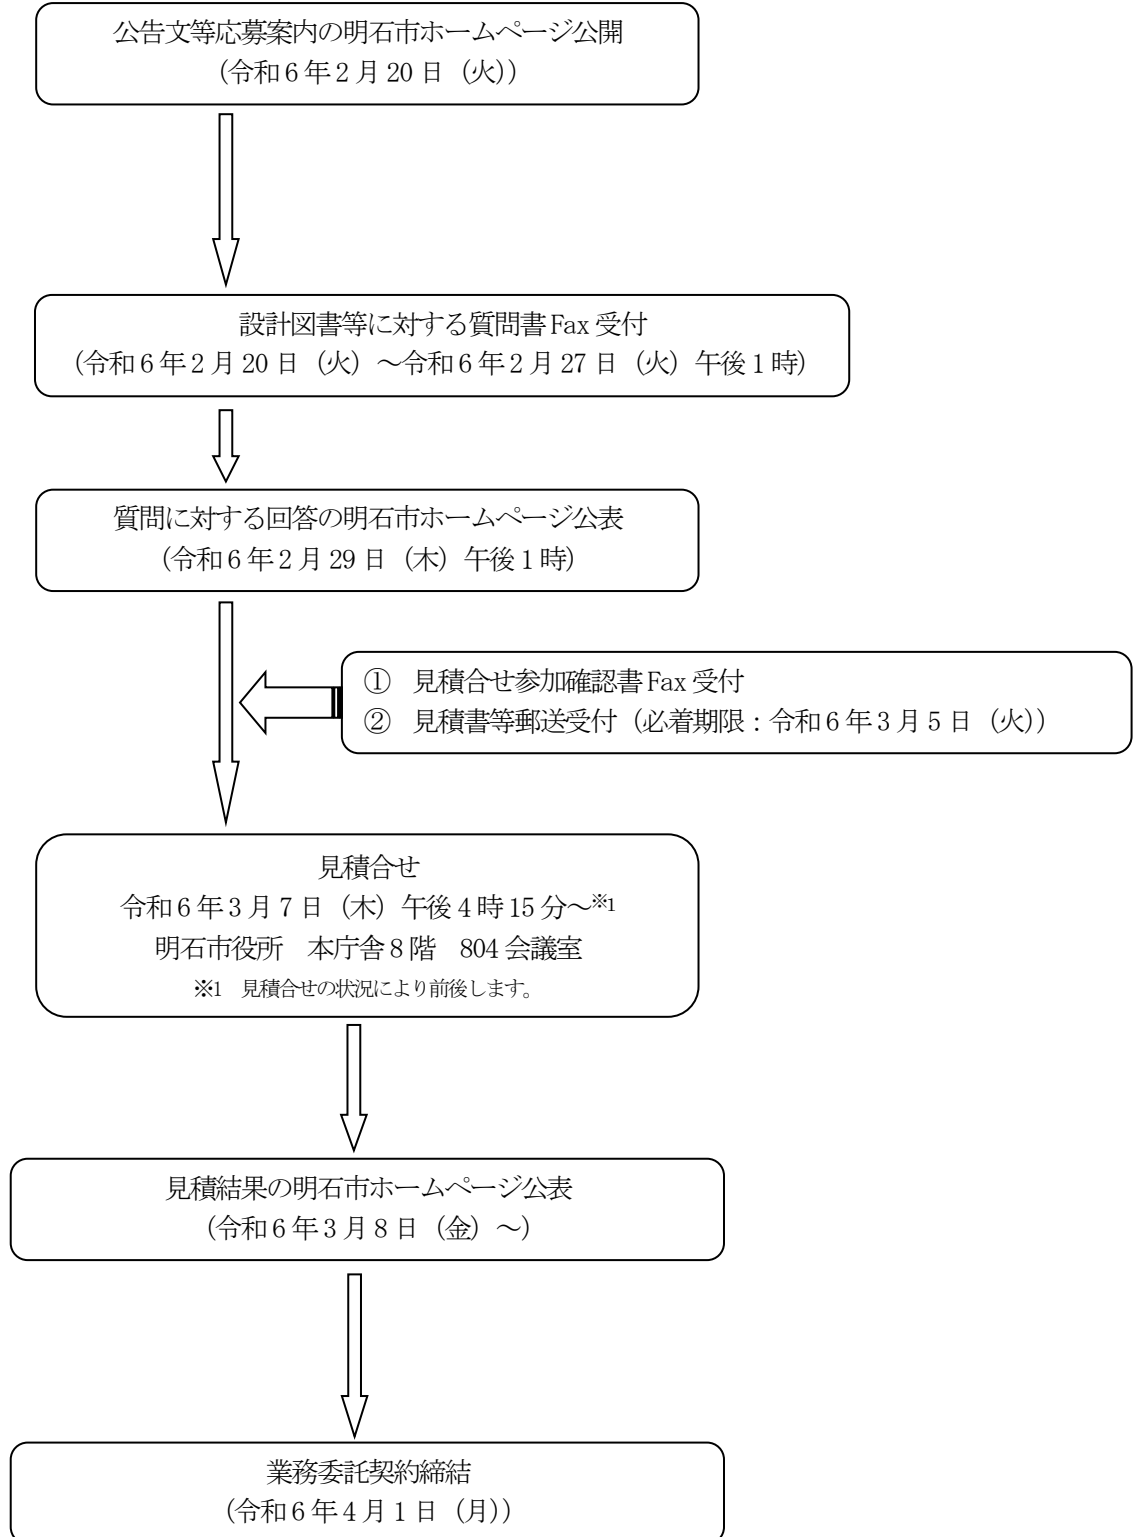 公告文等応募案内の明石市ホームページ公開
（令和6年2月20日（火））
設計図書等に対する質問書Fax受付
（令和6年2月20日（火）～令和6年2月27日（火）午後1時）
質問に対する回答の明石市ホームページ公表
（令和6年2月29日（木）午後1時）
①　見積合せ参加確認書Fax受付
②　見積書等郵送受付（必着期限：令和6年3月5日（火））
見積合せ
令和6年3月7日（木）午後4時15分～※1
明石市役所　本庁舎8階　804会議室
※1　見積合せの状況により前後します。
見積結果の明石市ホームページ公表
（令和6年3月8日（金）～）
業務委託契約締結
（令和6年4月1日（月））